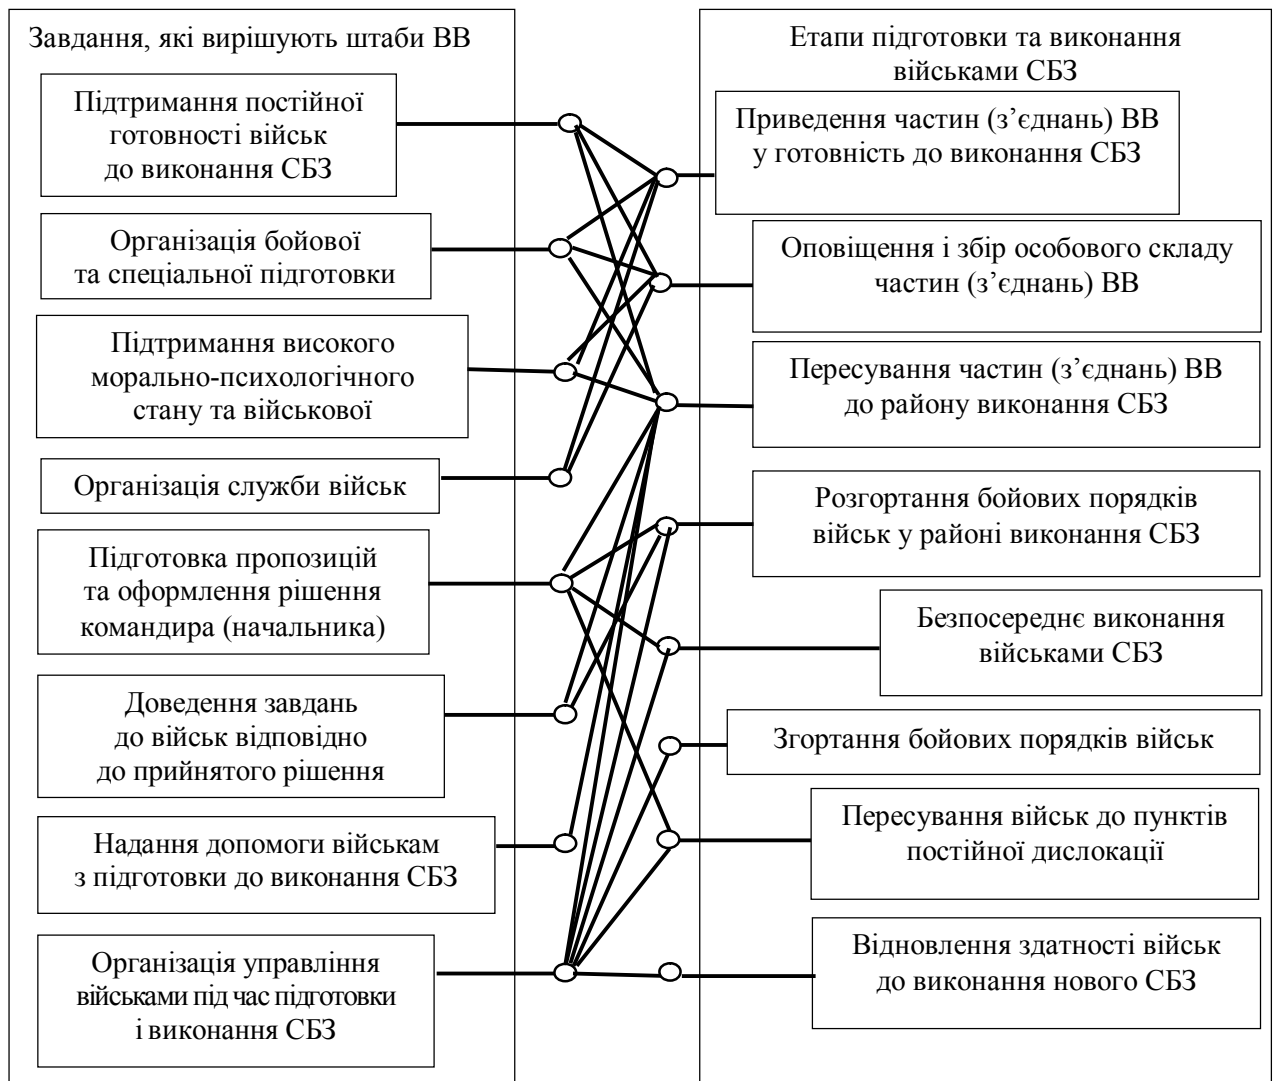 Завдання, які вирішують штаби ВВ
Підтримання постійної
готовності військ
до виконання СБЗ
Організація бойової
та спеціальної підготовки
Підтримання високого
морально-психологічного
стану та військової
Організація служби військ
Підготовка пропозицій
та оформлення рішення
командира (начальника)
Доведення завдань
до військ відповідно
до прийнятого рішення
Надання допомоги військам
з підготовки до виконання СБЗ
Організація управління
військами під час підготовки
і виконання СБЗ
Етапи підготовки та виконання
військами СБЗ
Приведення частин (з’єднань) ВВ
у готовність до виконання СБЗ
Оповіщення і збір особового складу
частин (з’єднань) ВВ
Пересування частин (з’єднань) ВВ
до району виконання СБЗ
Розгортання бойових порядків
військ у районі виконання СБЗ
Безпосереднє виконання
військами СБЗ
Згортання бойових порядків військ
Пересування військ до пунктів
постійної дислокації
Відновлення здатності військ
до виконання нового СБЗ